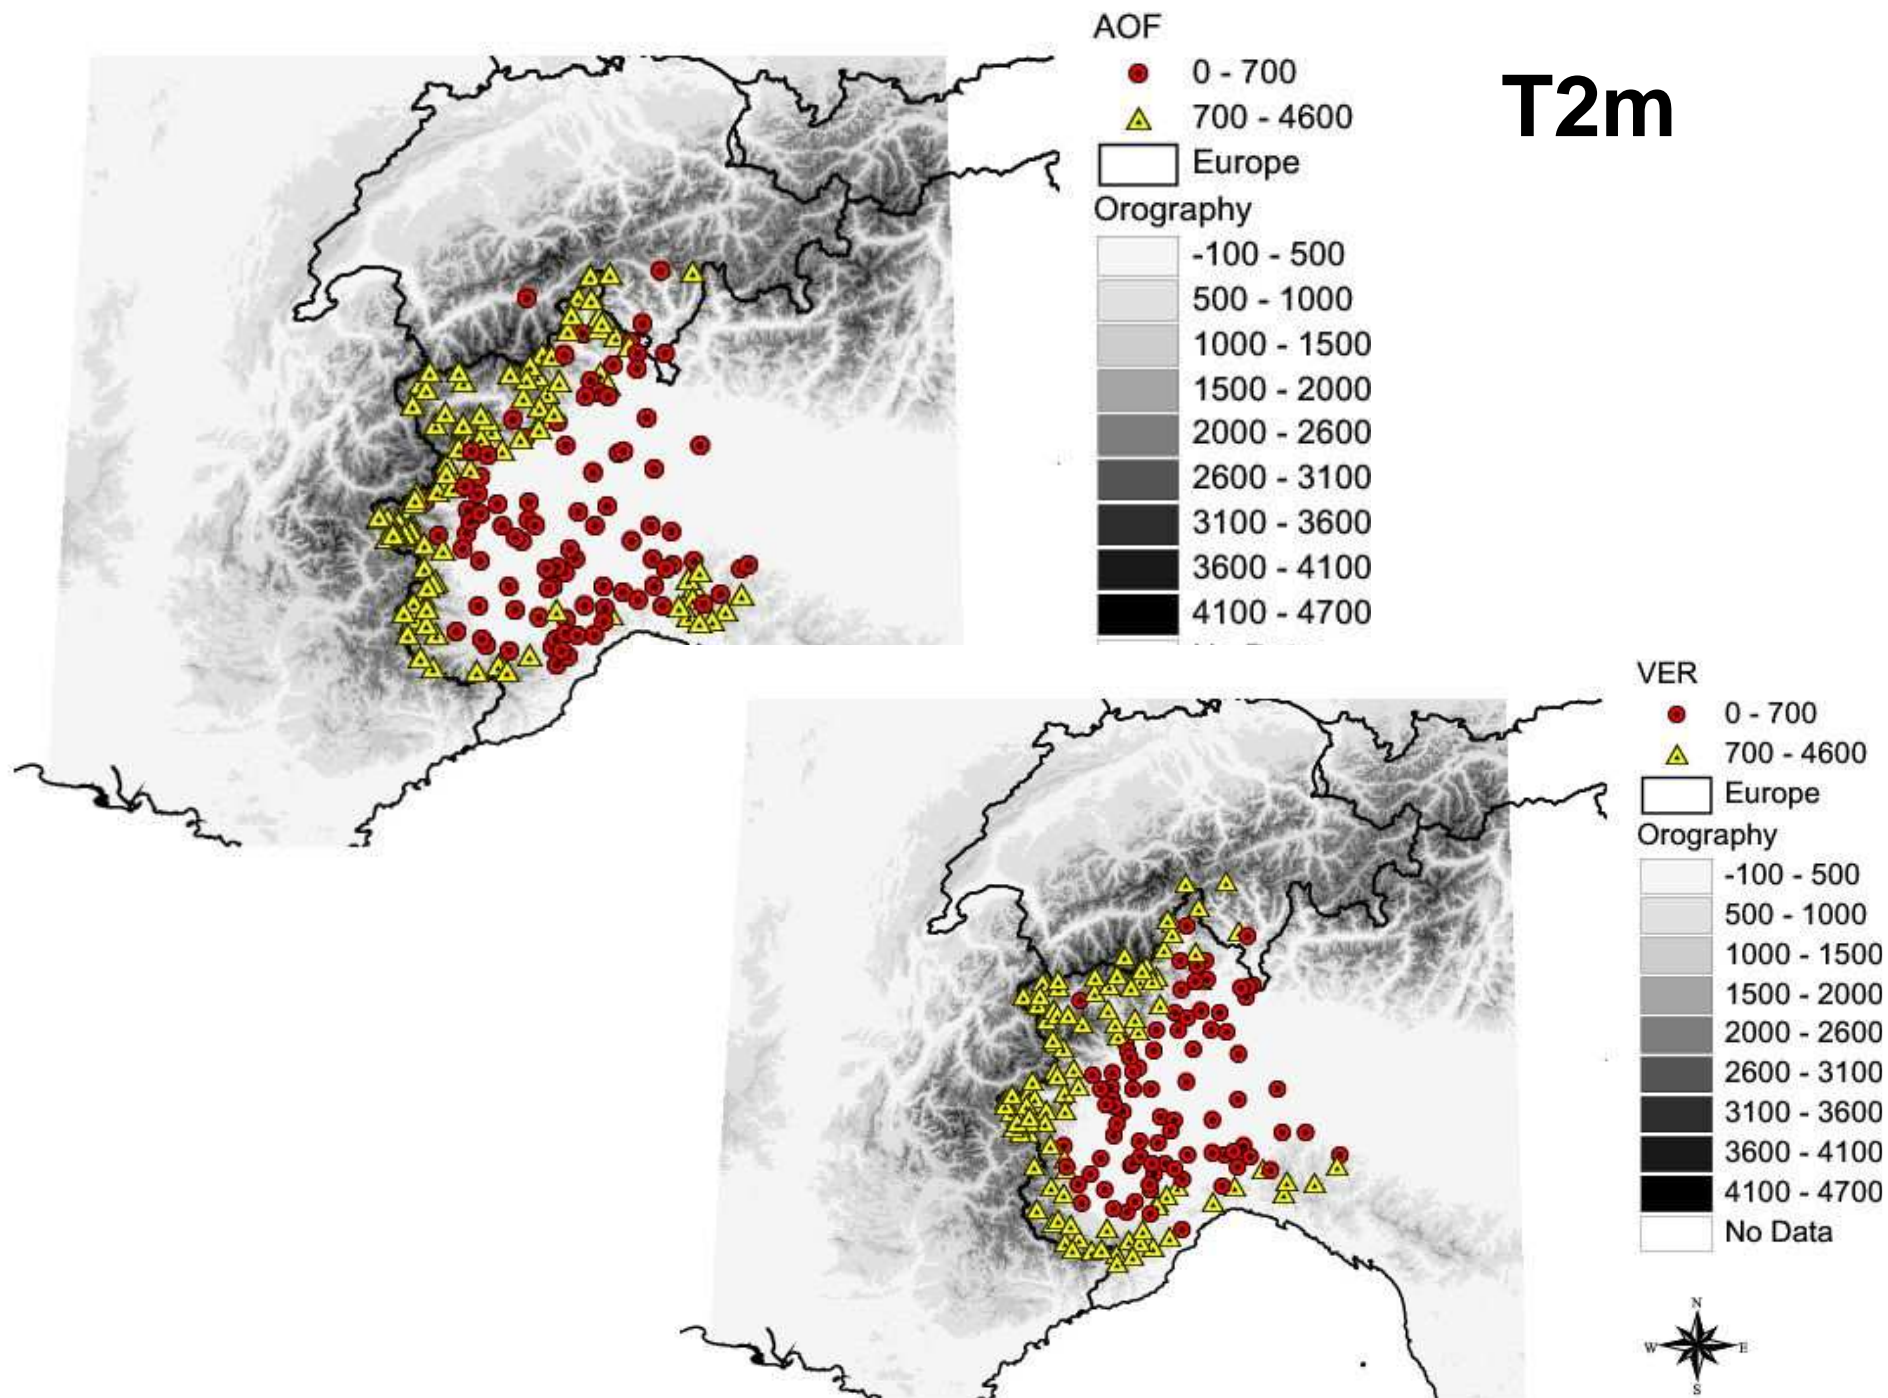 AOF
0 - 700
700 - 4600
Europe
Orography
-100 - 500
500 - 1000
1000 - 1500
1500 - 2000
2000 - 2600
2600 - 3100
3100 - 3600
3600 - 4100
4100 - 4700
T2m
VER
0 - 700
700 - 4600
Europe
Orography
-100 - 500
500 - 1000
1000 - 1500
1500 - 2000
2000 - 2600
2600 - 3100
3100 - 3600
3600 - 4100
4100 - 4700
No Data
N
W E
S